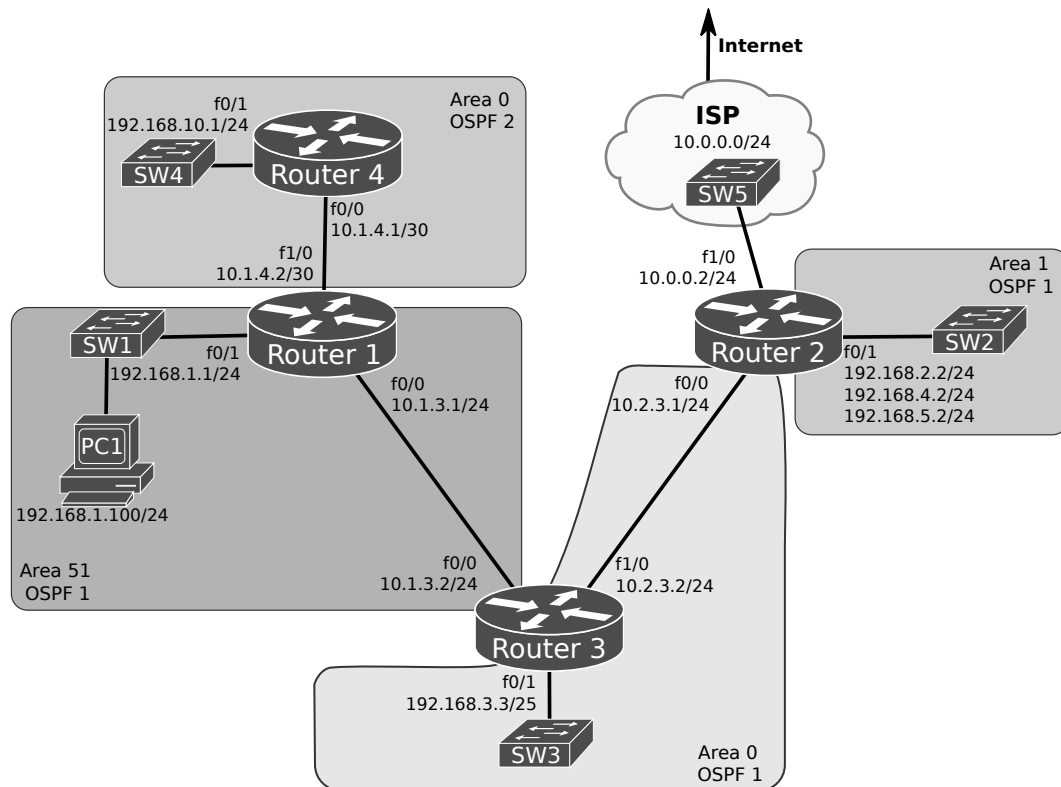 Internet
Area 0
OSPF 2
f0/1
192.168.10.1/24
SW4
Router 4
f0/0
10.1.4.1/30
f1/0
10.1.4.2/30
ISP
10.0.0.0/24
SW5
f1/0
10.0.0.2/24
Area 1
OSPF 1
SW2
Router 2
f0/1
192.168.2.2/24
192.168.4.2/24
192.168.5.2/24
SW1
Router 1
f0/1
192.168.1.1/24
f0/0
10.1.3.1/24
f0/0
10.2.3.1/24
PC1
192.168.1.100/24
Area 51
OSPF 1
f0/0
10.1.3.2/24
f1/0
10.2.3.2/24
Router 3
f0/1
192.168.3.3/25
SW3
Area 0
OSPF 1